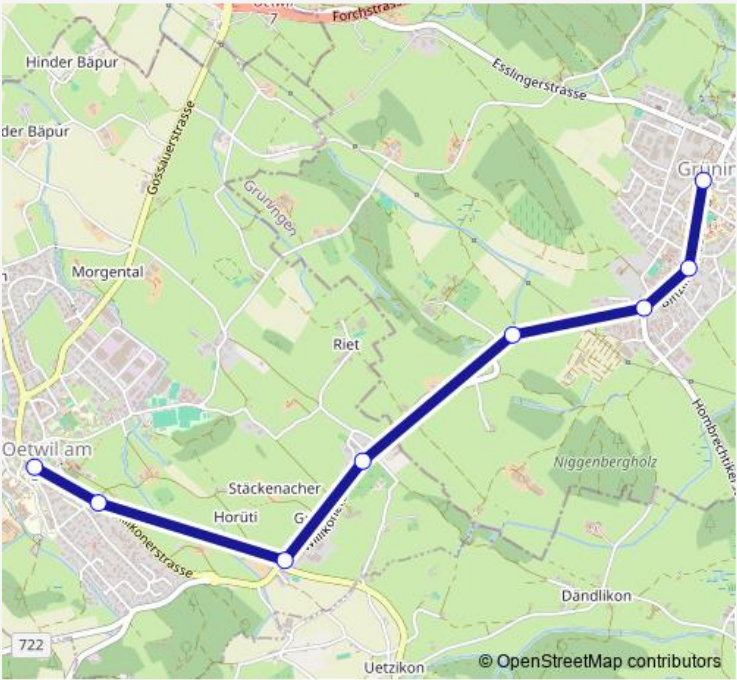 Forchstrasse
7
Hinder Bäpur
Esslingerstrasse
der Bäpur
Gossauerstrasse
Grüningen
Morgental
Riet
Oetwil am
Niggenbergholz
Stäckenacher
Horüti
Dändlikon
722
Uetzikon
© OpenStreetMap contributors